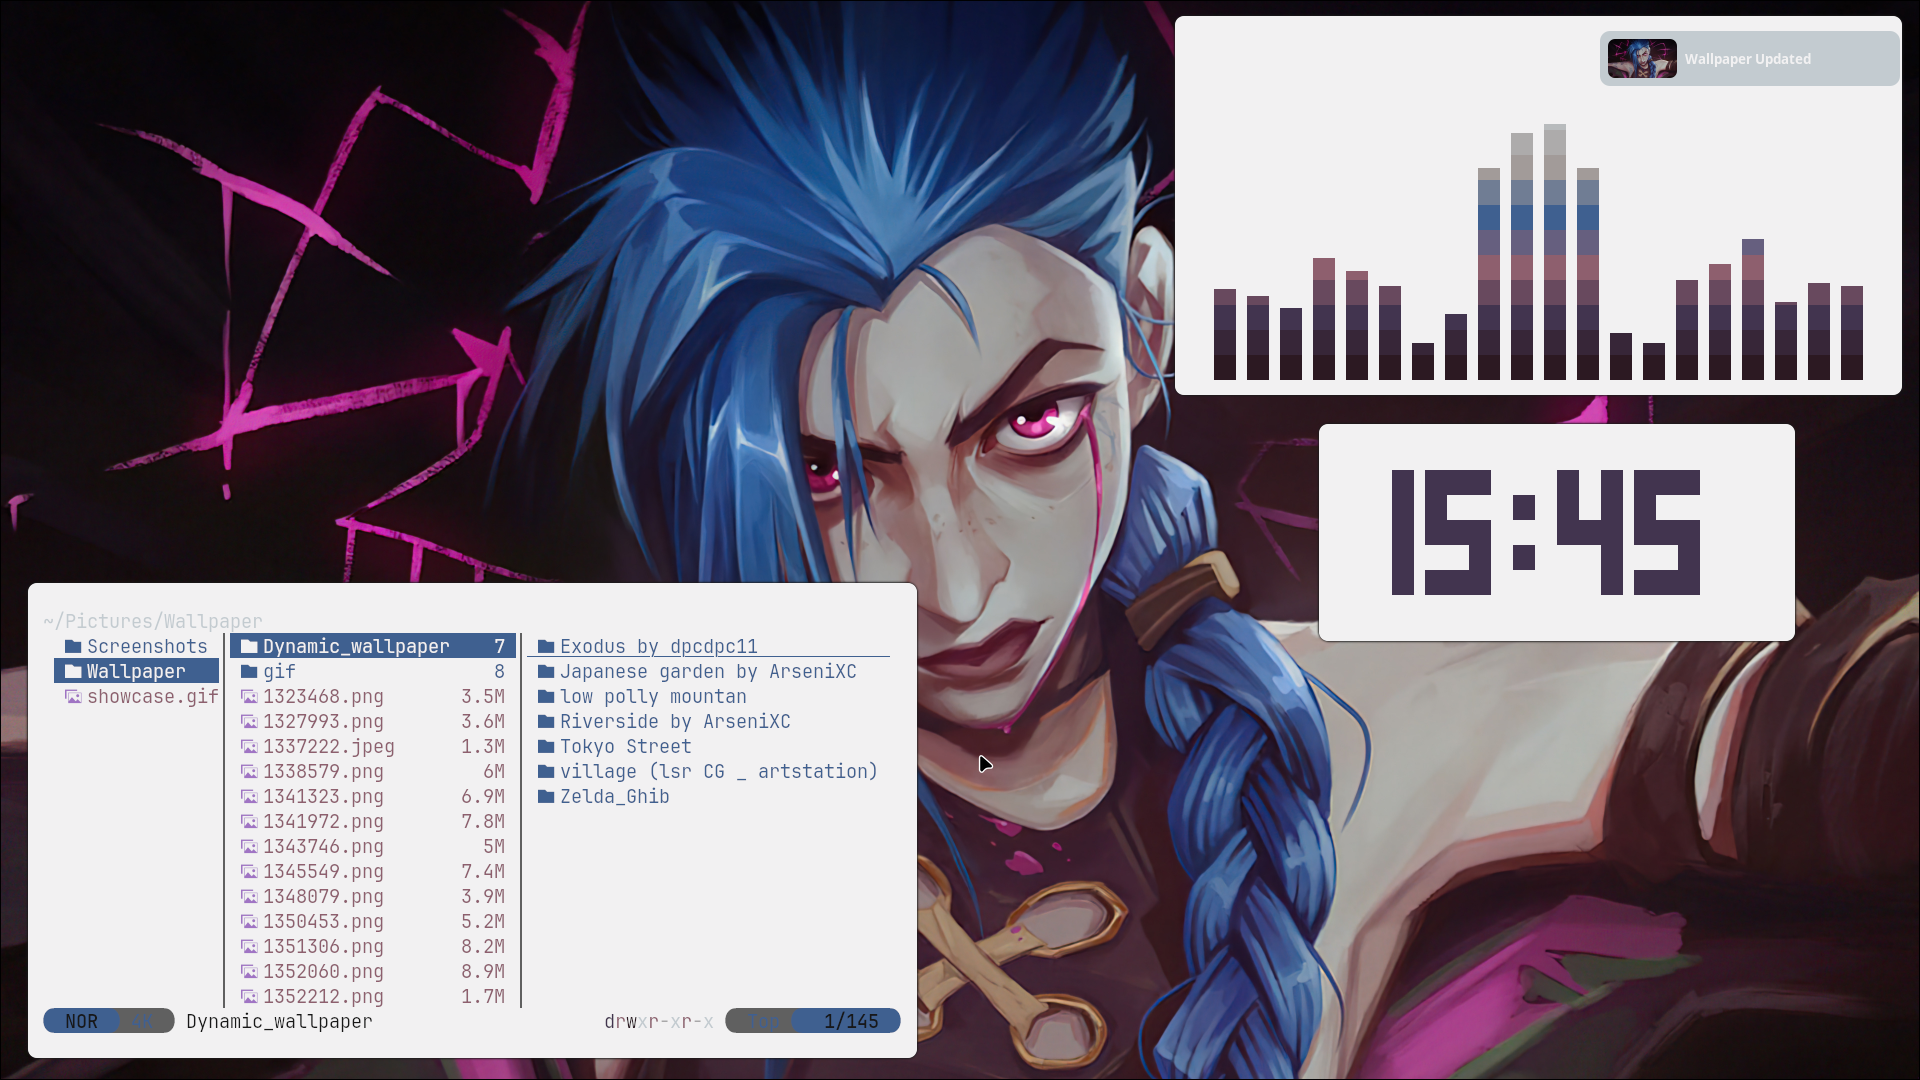 Wallpaper Updated
15:45
~/Pictures/Wallpaper
Screenshots
Wallpaper
showcase.gif
Dynamic_wallpaper 7
gif 8
1323468.png 3.5M
1327993.png 3.6M
1337222.jpeg 1.3M
1338579.png 6M
1341323.png 6.9M
1341972.png 7.8M
1343746.png 5M
1345549.png 7.4M
1348079.png 3.9M
1350453.png 5.2M
1351306.png 8.2M
1352060.png 8.9M
1352212.png 1.7M
Exodus by dpcdpc11
Japanese garden by ArseniXC
low polly mountan
Riverside by ArseniXC
Tokyo Street
village (lsr CG _ artstation)
Zelda_Ghib
NOR Dynamic_wallpaper drwxr-xr-x Top 1/145